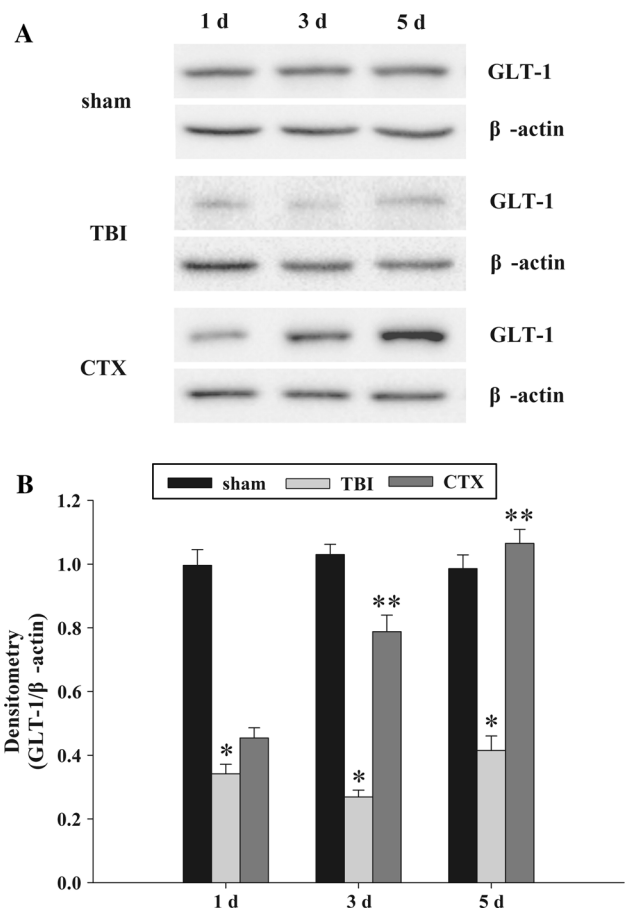 A
1 d 3 d 5 d
sham
GLT-1
β -actin
TBI
GLT-1
β -actin
CTX
GLT-1
β -actin
B
sham TBI CTX
Densitometry
(GLT-1/β -actin)
1.2
1.0
0.8
0.6
0.4
0.2
0.0
*
*
**
*
**
1 d 3 d 5 d